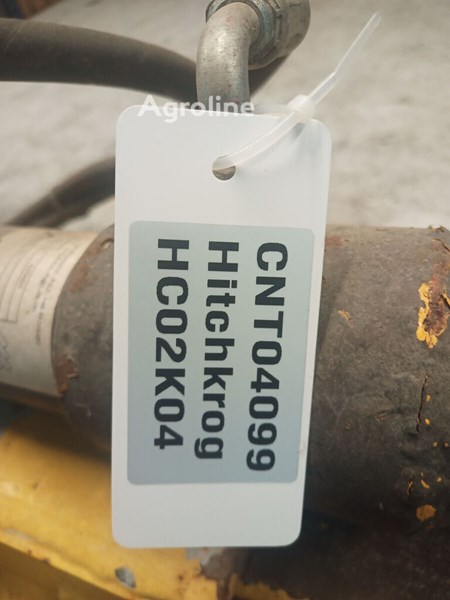 Agroline
CNT04099
Hitchkrog
HC02K04